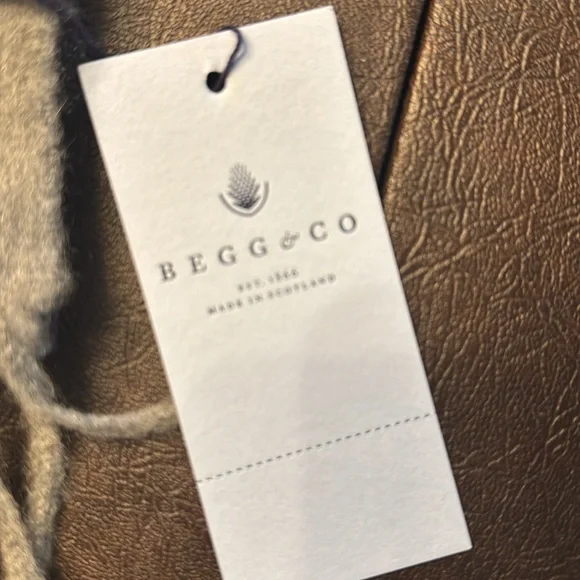 BEGG & CO
EST. 1866
MADE IN SCOTLAND